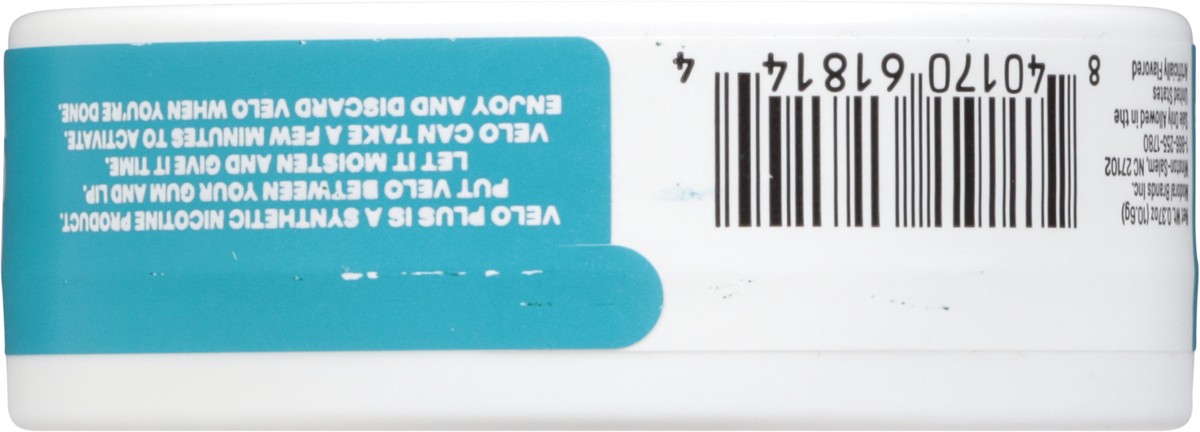 VELO PLUS IS A SYNTHETIC NICOTINE PRODUCT.
PUT VELO BETWEEN YOUR GUM AND LIP.
LET IT MOISTEN AND GIVE IT TIME.
VELO CAN TAKE A FEW MINUTES TO ACTIVATE.
ENJOY AND DISCARD VELO WHEN YOU'RE DONE.
Net Wt. 0.37oz (10.6g)
Modoral Brands Inc.
Winston-Salem, NC 27102
1-866-255-1780
Sale Only Allowed in the
United States
Artificially Flavored
8 40170 61814 4